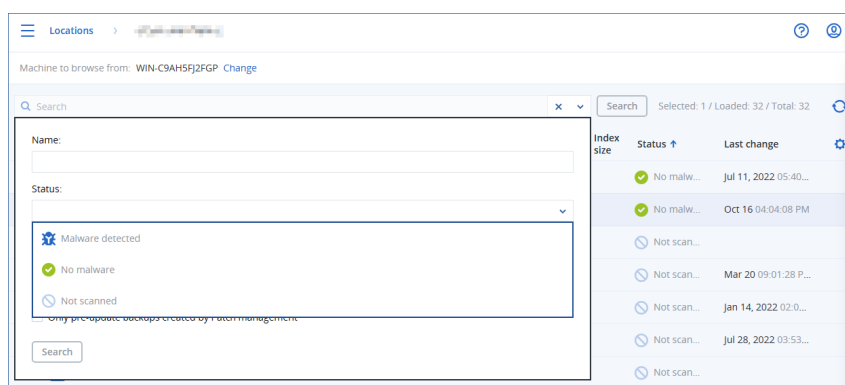 Locations >
Machine to browse from: WIN-C9AH5FJ2FGP Change
Search
Search
Selected: 1 / Loaded: 32 / Total: 32
Name:
Status:
Malware detected
No malware
Not scanned
Only pre-update backups created by Patch management
Search
Index size Status ↑ Last change
No malw... Jul 11, 2022 05:40...
No malw... Oct 16 04:04:08 PM
Not scan...
Not scan... Mar 20 09:01:28 P...
Not scan... Jan 14, 2022 02:0...
Not scan... Jul 28, 2022 03:53...
Not scan...